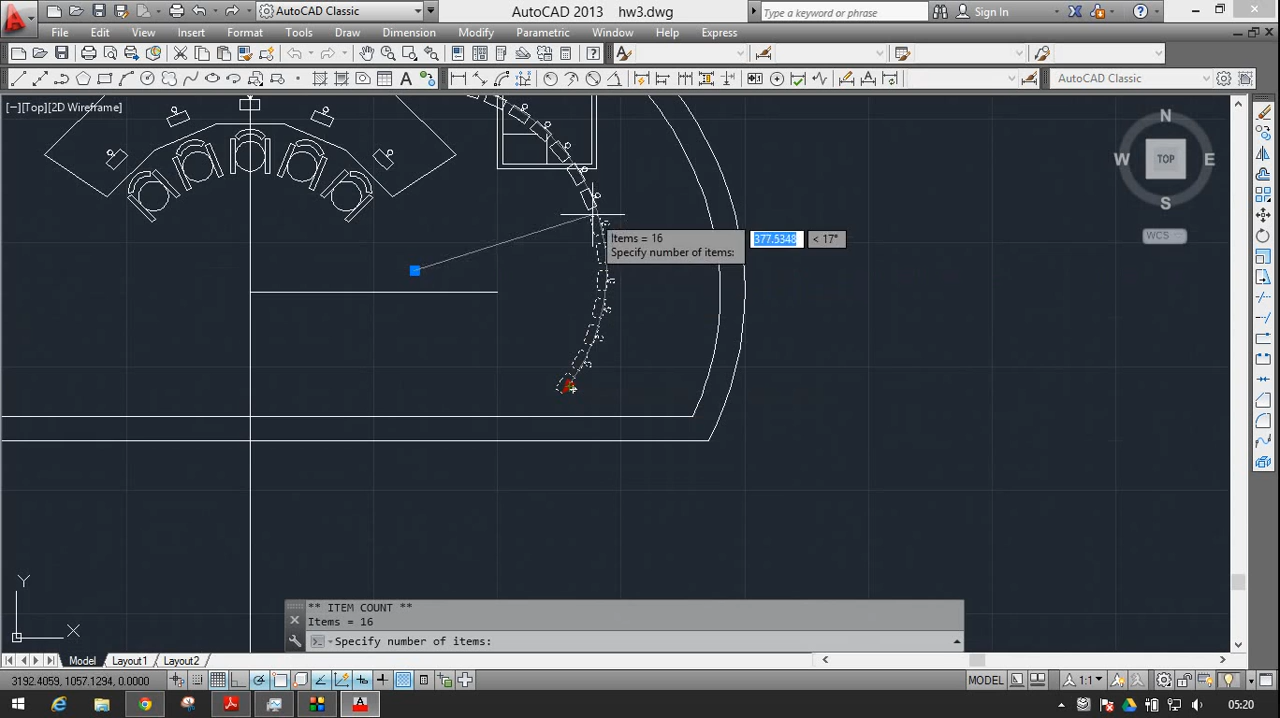 AutoCAD Classic
AutoCAD 2013 hw3.dwg
Type a keyword or phrase
Sign In
File Edit View Insert Format Tools Draw Dimension Modify Parametric Window Help Express
AutoCAD Classic
[−][Top][2D Wireframe]
N
W TOP E
S
WCS
Items = 16
Specify number of items:
377.5348 < 17°
Y
X
** ITEM COUNT **
Items = 16
Specify number of items:
Model Layout1 Layout2
3192.4059, 1057.1294, 0.0000
MODEL
1:1
05:20